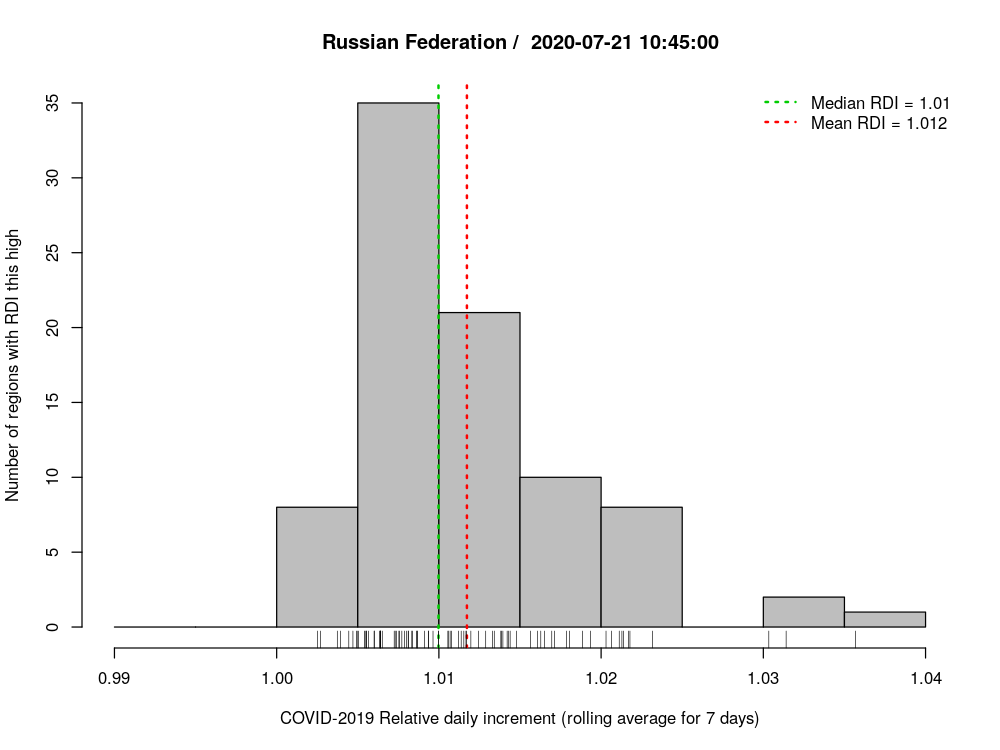 Russian Federation /  2020-07-21 10:45:00
Median RDI = 1.01
Mean RDI = 1.012
Number of regions with RDI this high
35
30
25
20
15
10
5
0
0.99 1.00 1.01 1.02 1.03 1.04
COVID-2019 Relative daily increment (rolling average for 7 days)